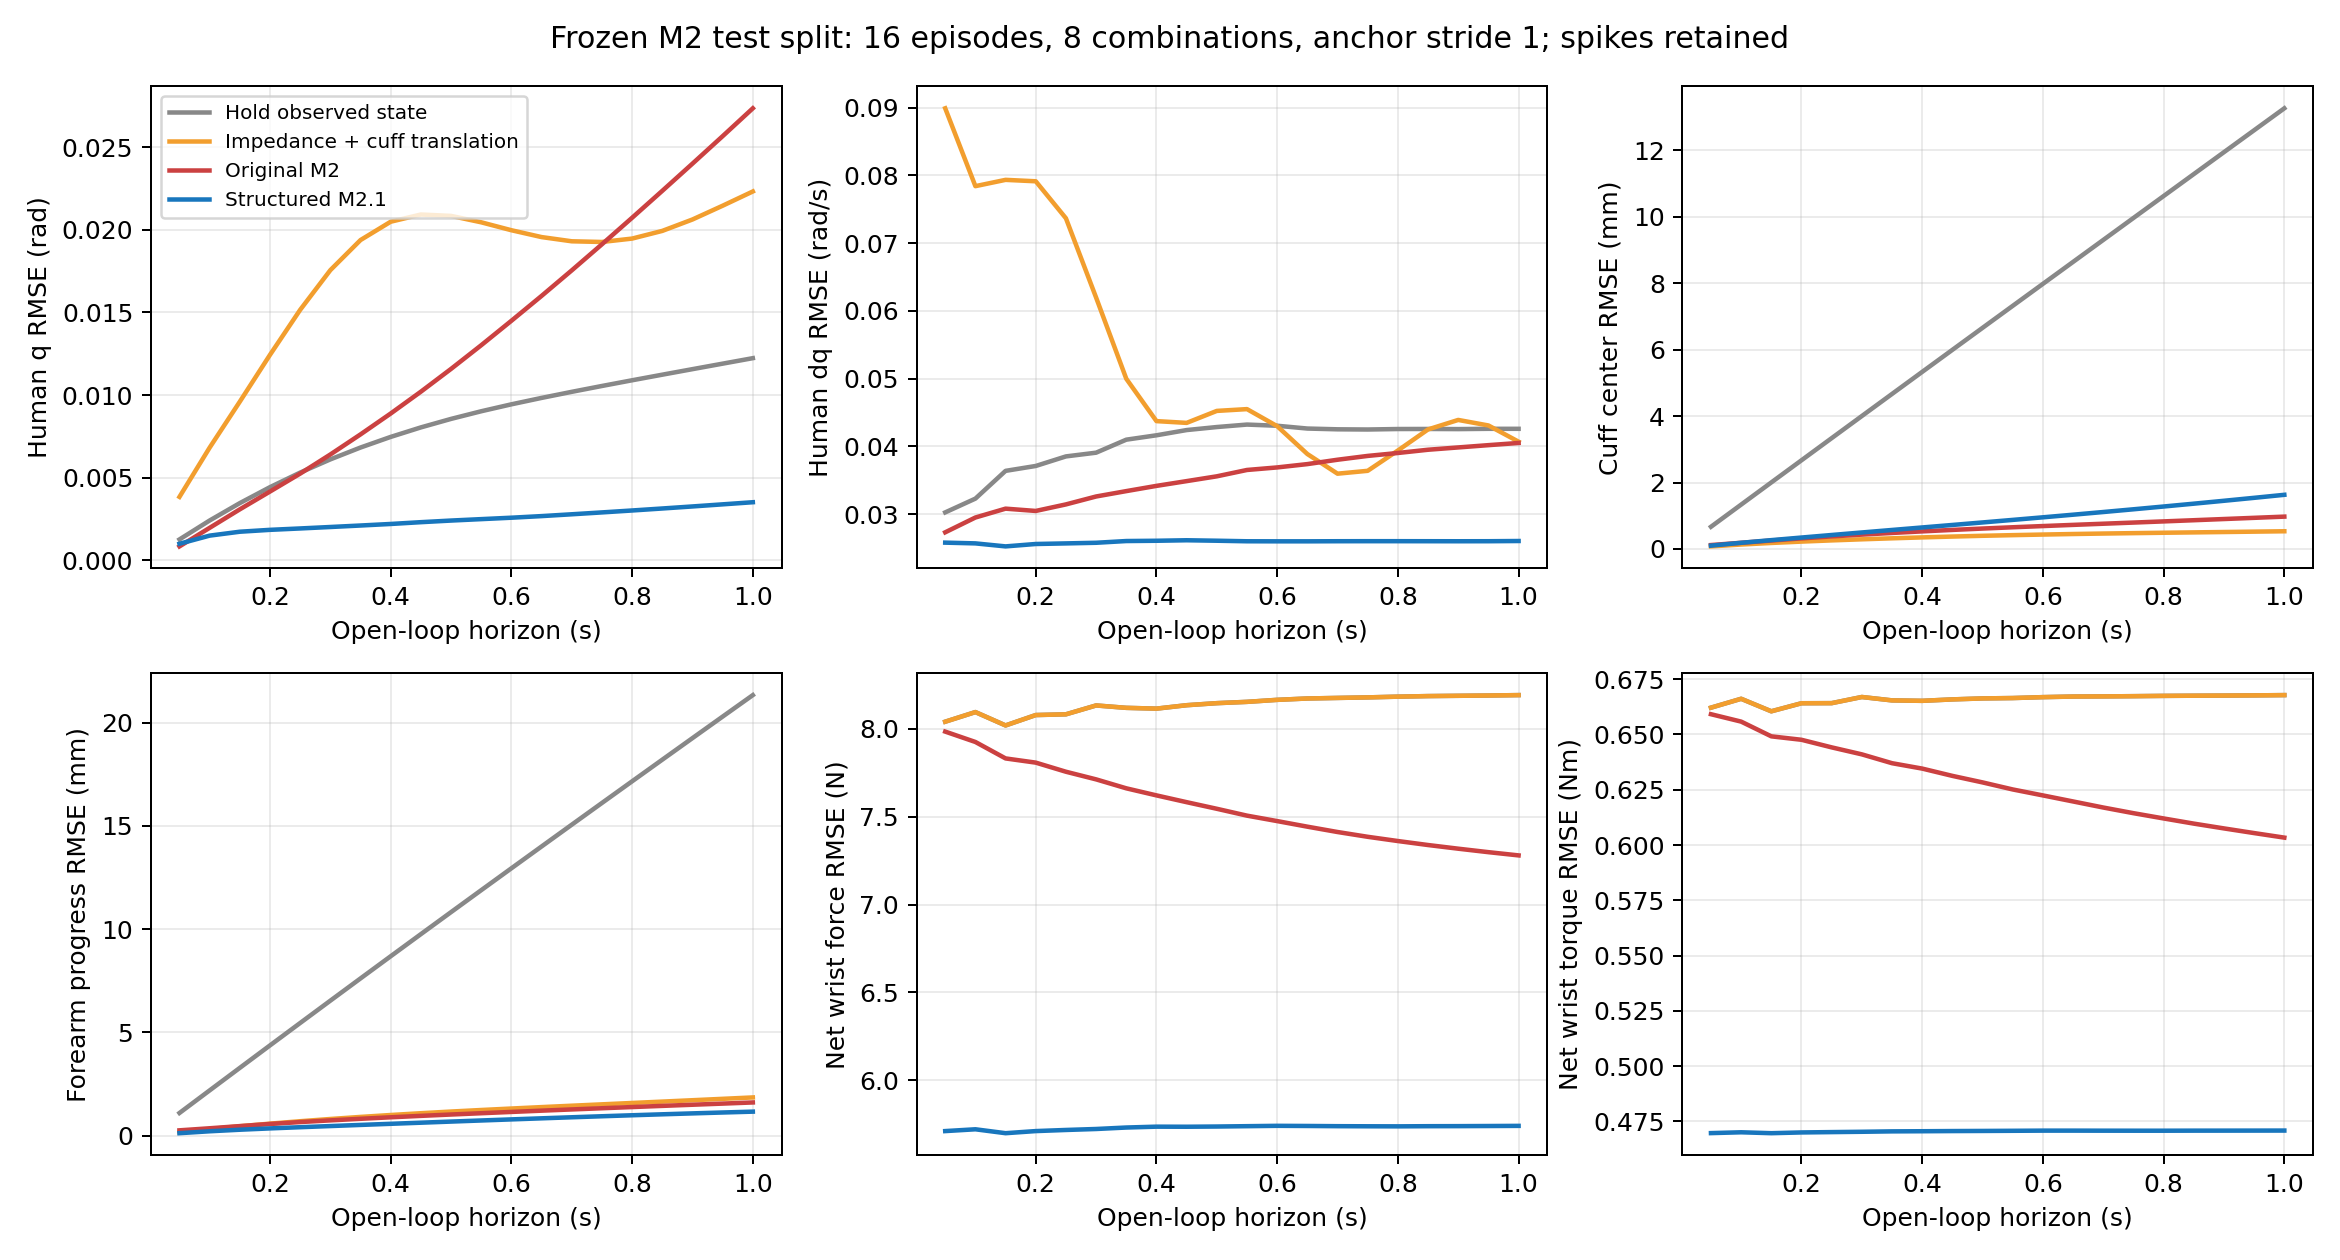 Frozen M2 test split: 16 episodes, 8 combinations, anchor stride 1; spikes retained
Human q RMSE (rad)
0.025
0.020
0.015
0.010
0.005
0.000
Hold observed state
Impedance + cuff translation
Original M2
Structured M2.1
0.2 0.4 0.6 0.8 1.0
Open-loop horizon (s)
Human dq RMSE (rad/s)
0.09
0.08
0.07
0.06
0.05
0.04
0.03
0.2 0.4 0.6 0.8 1.0
Open-loop horizon (s)
Cuff center RMSE (mm)
12
10
8
6
4
2
0
0.2 0.4 0.6 0.8 1.0
Open-loop horizon (s)
Forearm progress RMSE (mm)
20
15
10
5
0
0.2 0.4 0.6 0.8 1.0
Open-loop horizon (s)
Net wrist force RMSE (N)
8.0
7.5
7.0
6.5
6.0
0.2 0.4 0.6 0.8 1.0
Open-loop horizon (s)
Net wrist torque RMSE (Nm)
0.675
0.650
0.625
0.600
0.575
0.550
0.525
0.500
0.475
0.2 0.4 0.6 0.8 1.0
Open-loop horizon (s)